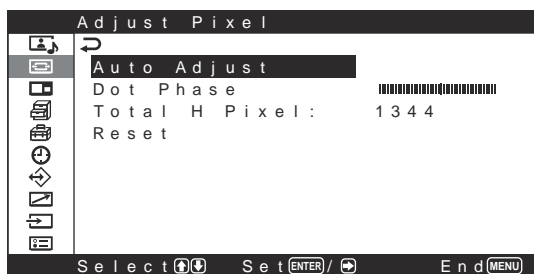 Adjust Pixel
Auto Adjust
Dot Phase
Total H Pixel: 1344
Reset
Select Set ENTER / End MENU